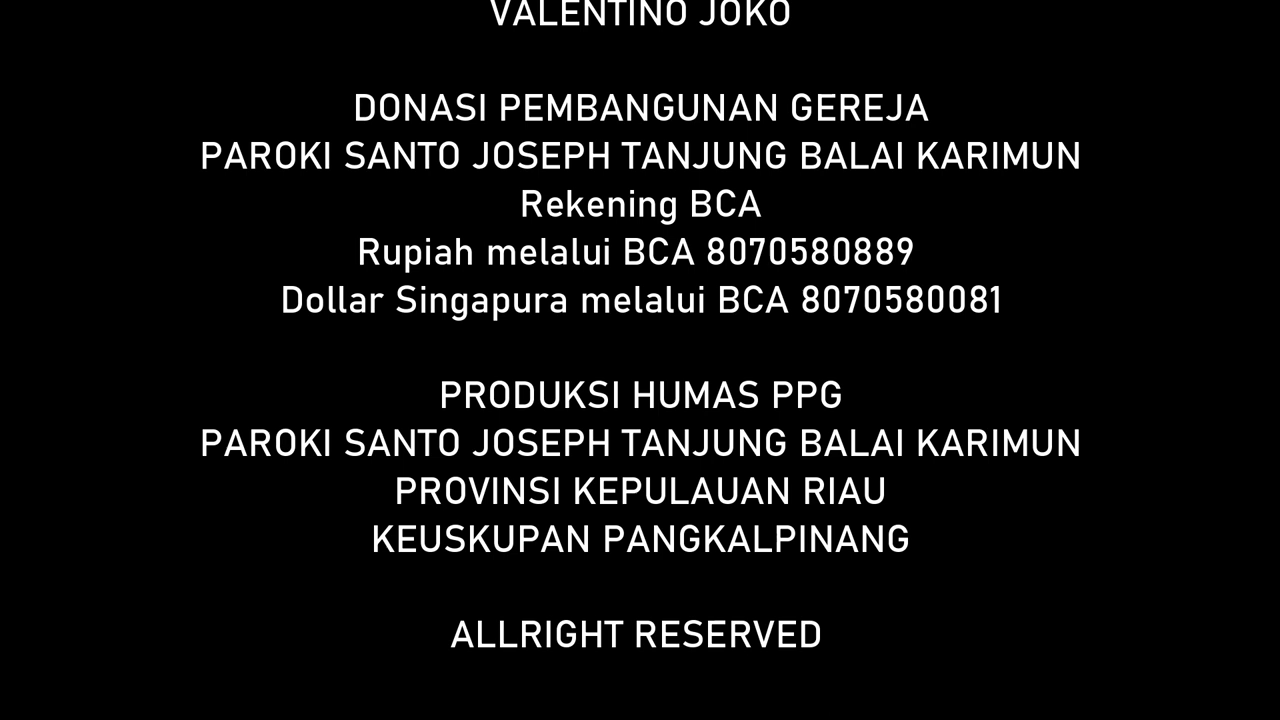 VALENTINO JOKO
DONASI PEMBANGUNAN GEREJA
PAROKI SANTO JOSEPH TANJUNG BALAI KARIMUN
Rekening BCA
Rupiah melalui BCA 8070580889
Dollar Singapura melalui BCA 8070580081
PRODUKSI HUMAS PPG
PAROKI SANTO JOSEPH TANJUNG BALAI KARIMUN
PROVINSI KEPULAUAN RIAU
KEUSKUPAN PANGKALPINANG
ALLRIGHT RESERVED